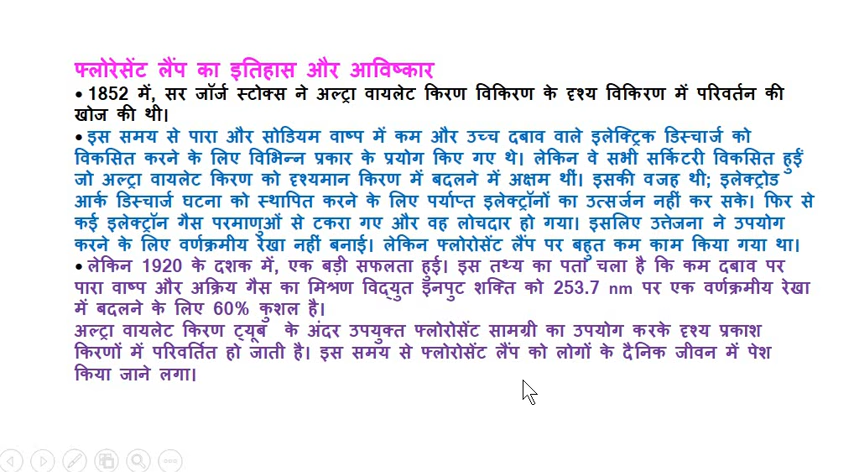 फ्लोरेसेंट लैंप का इतिहास और आविष्कार
• 1852 में, सर जॉर्ज स्टोक्स ने अल्ट्रा वायलेट किरण विकिरण के दृश्य विकिरण में परिवर्तन की
खोज की थी।
• इस समय से पारा और सोडियम वाष्प में कम और उच्च दबाव वाले इलेक्ट्रिक डिस्चार्ज को
विकसित करने के लिए विभिन्न प्रकार के प्रयोग किए गए थे। लेकिन वे सभी सर्किटरी विकसित हुईं
जो अल्ट्रा वायलेट किरण को दृश्यमान किरण में बदलने में अक्षम थीं। इसकी वजह थी; इलेक्ट्रोड
आर्क डिस्चार्ज घटना को स्थापित करने के लिए पर्याप्त इलेक्ट्रॉनों का उत्सर्जन नहीं कर सके। फिर से
कई इलेक्ट्रॉन गैस परमाणुओं से टकरा गए और वह लोचदार हो गया। इसलिए उत्तेजना ने उपयोग
करने के लिए वर्णक्रमीय रेखा नहीं बनाई। लेकिन फ्लोरोसेंट लैंप पर बहुत कम काम किया गया था।
• लेकिन 1920 के दशक में, एक बड़ी सफलता हुई। इस तथ्य का पता चला है कि कम दबाव पर
पारा वाष्प और अक्रिय गैस का मिश्रण विद्युत इनपुट शक्ति को 253.7 nm पर एक वर्णक्रमीय रेखा
में बदलने के लिए 60% कुशल है।
अल्ट्रा वायलेट किरण ट्यूब के अंदर उपयुक्त फ्लोरोसेंट सामग्री का उपयोग करके दृश्य प्रकाश
किरणों में परिवर्तित हो जाती है। इस समय से फ्लोरोसेंट लैंप को लोगों के दैनिक जीवन में पेश
किया जाने लगा।